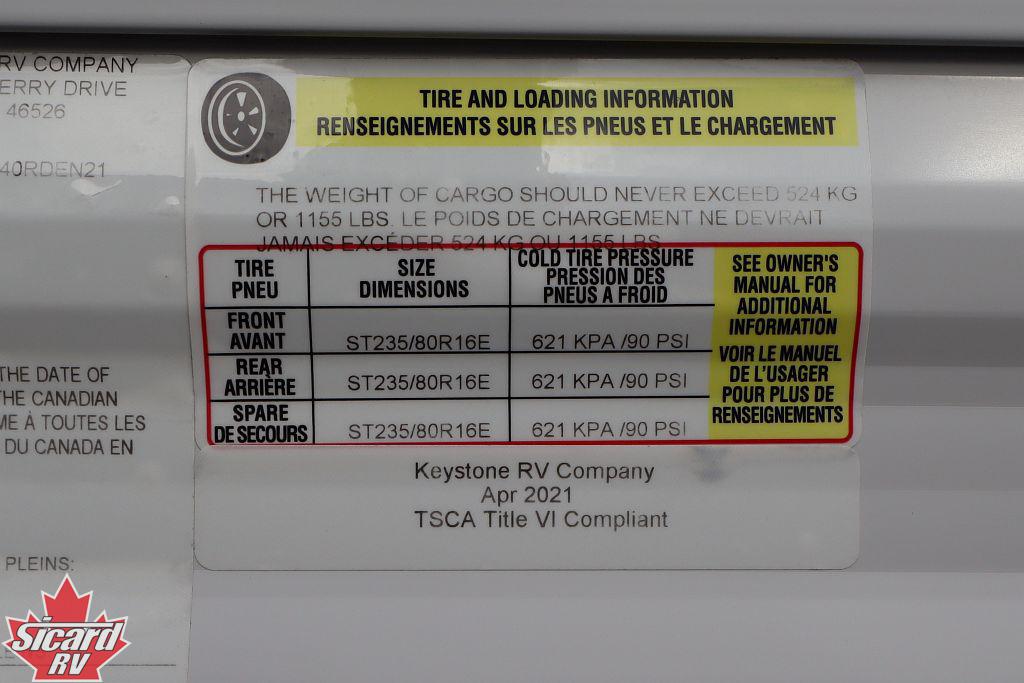 RV COMPANY
ERRY DRIVE
46526
40RDEN21
THE DATE OF
THE CANADIAN
ME À TOUTES LES
DU CANADA EN
PLEINS:
TIRE AND LOADING INFORMATION
RENSEIGNEMENTS SUR LES PNEUS ET LE CHARGEMENT
THE WEIGHT OF CARGO SHOULD NEVER EXCEED 524 KG
OR 1155 LBS. LE POIDS DE CHARGEMENT NE DEVRAIT
JAMAIS EXCÉDER 524 KG OU 1155 LBS
TIRE
PNEU
SIZE
DIMENSIONS
COLD TIRE PRESSURE
PRESSION DES
PNEUS A FROID
FRONT
AVANT
ST235/80R16E
621 KPA /90 PSI
REAR
ARRIÈRE
ST235/80R16E
621 KPA /90 PSI
SPARE
DE SECOURS
ST235/80R16E
621 KPA /90 PSI
SEE OWNER'S
MANUAL FOR
ADDITIONAL
INFORMATION
VOIR LE MANUEL
DE L'USAGER
POUR PLUS DE
RENSEIGNEMENTS
Keystone RV Company
Apr 2021
TSCA Title VI Compliant
Sicard
RV